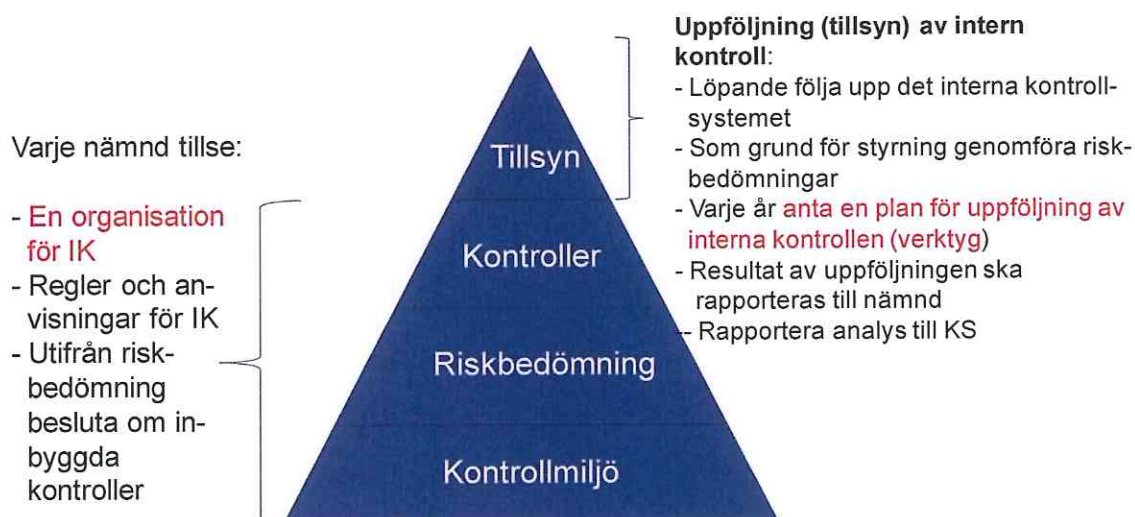 Varje nämnd tillse:
- En organisation
för IK
- Regler och an-
visningar för IK
- Utifrån risk-
bedömning
besluta om in-
byggda
kontroller
Tillsyn
Kontroller
Riskbedömning
Kontrollmiljö
Uppföljning (tillsyn) av intern
kontroll:
- Löpande följa upp det interna kontroll-
systemet
- Som grund för styrning genomföra risk-
bedömningar
- Varje år anta en plan för uppföljning av
interna kontrollen (verktyg)
- Resultat av uppföljningen ska
rapporteras till nämnd
-- Rapportera analys till KS